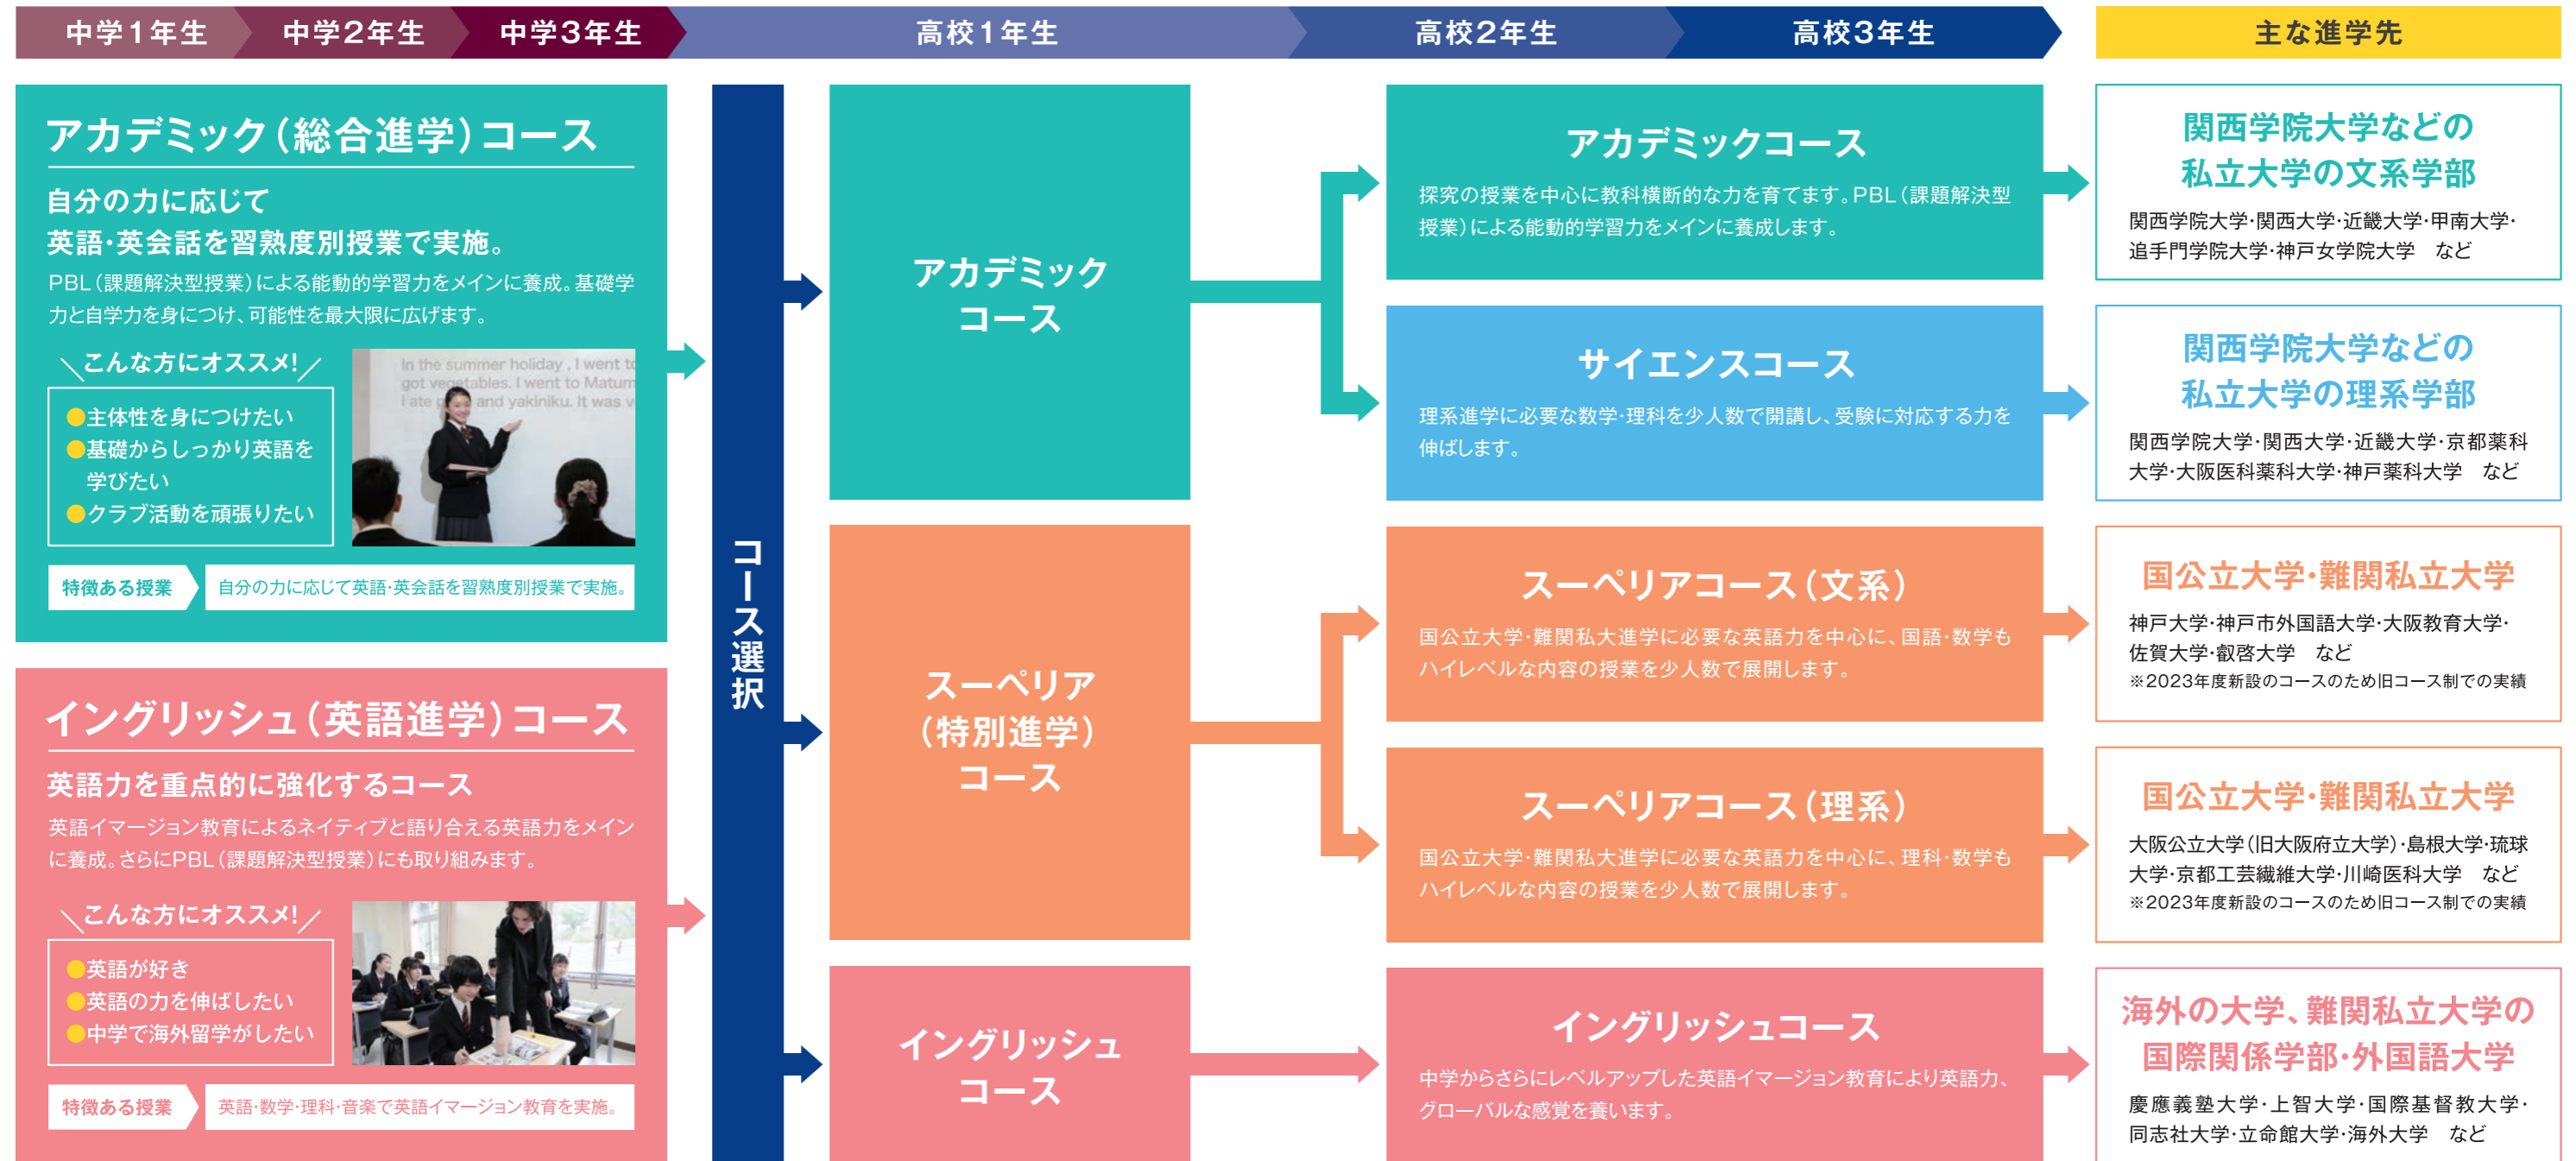 中学1年生
中学2年生
中学3年生
高校1年生
高校2年生
高校3年生
主な進学先
アカデミック（総合進学）コース
自分の力に応じて
英語・英会話を習熟度別授業で実施。
PBL（課題解決型授業）による能動的学習力をメインに養成。基礎学
力と自学力を身につけ、可能性を最大限に広げます。
こんな方にオススメ！
●主体性を身につけたい
●基礎からしっかり英語を
学びたい
●クラブ活動を頑張りたい
In the summer holiday , I went to
got vegetables. I went to Matum
I ate
and yakiniku. It was
特徴ある授業
自分の力に応じて英語・英会話を習熟度別授業で実施。
イングリッシュ（英語進学）コース
英語力を重点的に強化するコース
英語イマージョン教育によるネイティブと語り合える英語力をメイン
に養成。さらにPBL（課題解決型授業）にも取り組みます。
こんな方にオススメ！
●英語が好き
●英語の力を伸ばしたい
●中学で海外留学がしたい
特徴ある授業
英語・数学・理科・音楽で英語イマージョン教育を実施。
コース選択
アカデミック
コース
スーペリア
（特別進学）
コース
イングリッシュ
コース
アカデミックコース
探究の授業を中心に教科横断的な力を育てます。PBL（課題解決型
授業）による能動的学習力をメインに養成します。
サイエンスコース
理系進学に必要な数学・理科を少人数で開講し、受験に対応する力を
伸ばします。
スーペリアコース（文系）
国公立大学・難関私大進学に必要な英語力を中心に、国語・数学も
ハイレベルな内容の授業を少人数で展開します。
スーペリアコース（理系）
国公立大学・難関私大進学に必要な英語力を中心に、理科・数学も
ハイレベルな内容の授業を少人数で展開します。
イングリッシュコース
中学からさらにレベルアップした英語イマージョン教育により英語力、
グローバルな感覚を養います。
関西学院大学などの
私立大学の文系学部
関西学院大学・関西大学・近畿大学・甲南大学・
追手門学院大学・神戸女学院大学　など
関西学院大学などの
私立大学の理系学部
関西学院大学・関西大学・近畿大学・京都薬科
大学・大阪医科薬科大学・神戸薬科大学　など
国公立大学・難関私立大学
神戸大学・神戸市外国語大学・大阪教育大学・
佐賀大学・叡啓大学　など
※2023年度新設のコースのため旧コース制での実績
国公立大学・難関私立大学
大阪公立大学（旧大阪府立大学）・島根大学・琉球
大学・京都工芸繊維大学・川崎医科大学　など
※2023年度新設のコースのため旧コース制での実績
海外の大学、難関私立大学の
国際関係学部・外国語大学
慶應義塾大学・上智大学・国際基督教大学・
同志社大学・立命館大学・海外大学　など